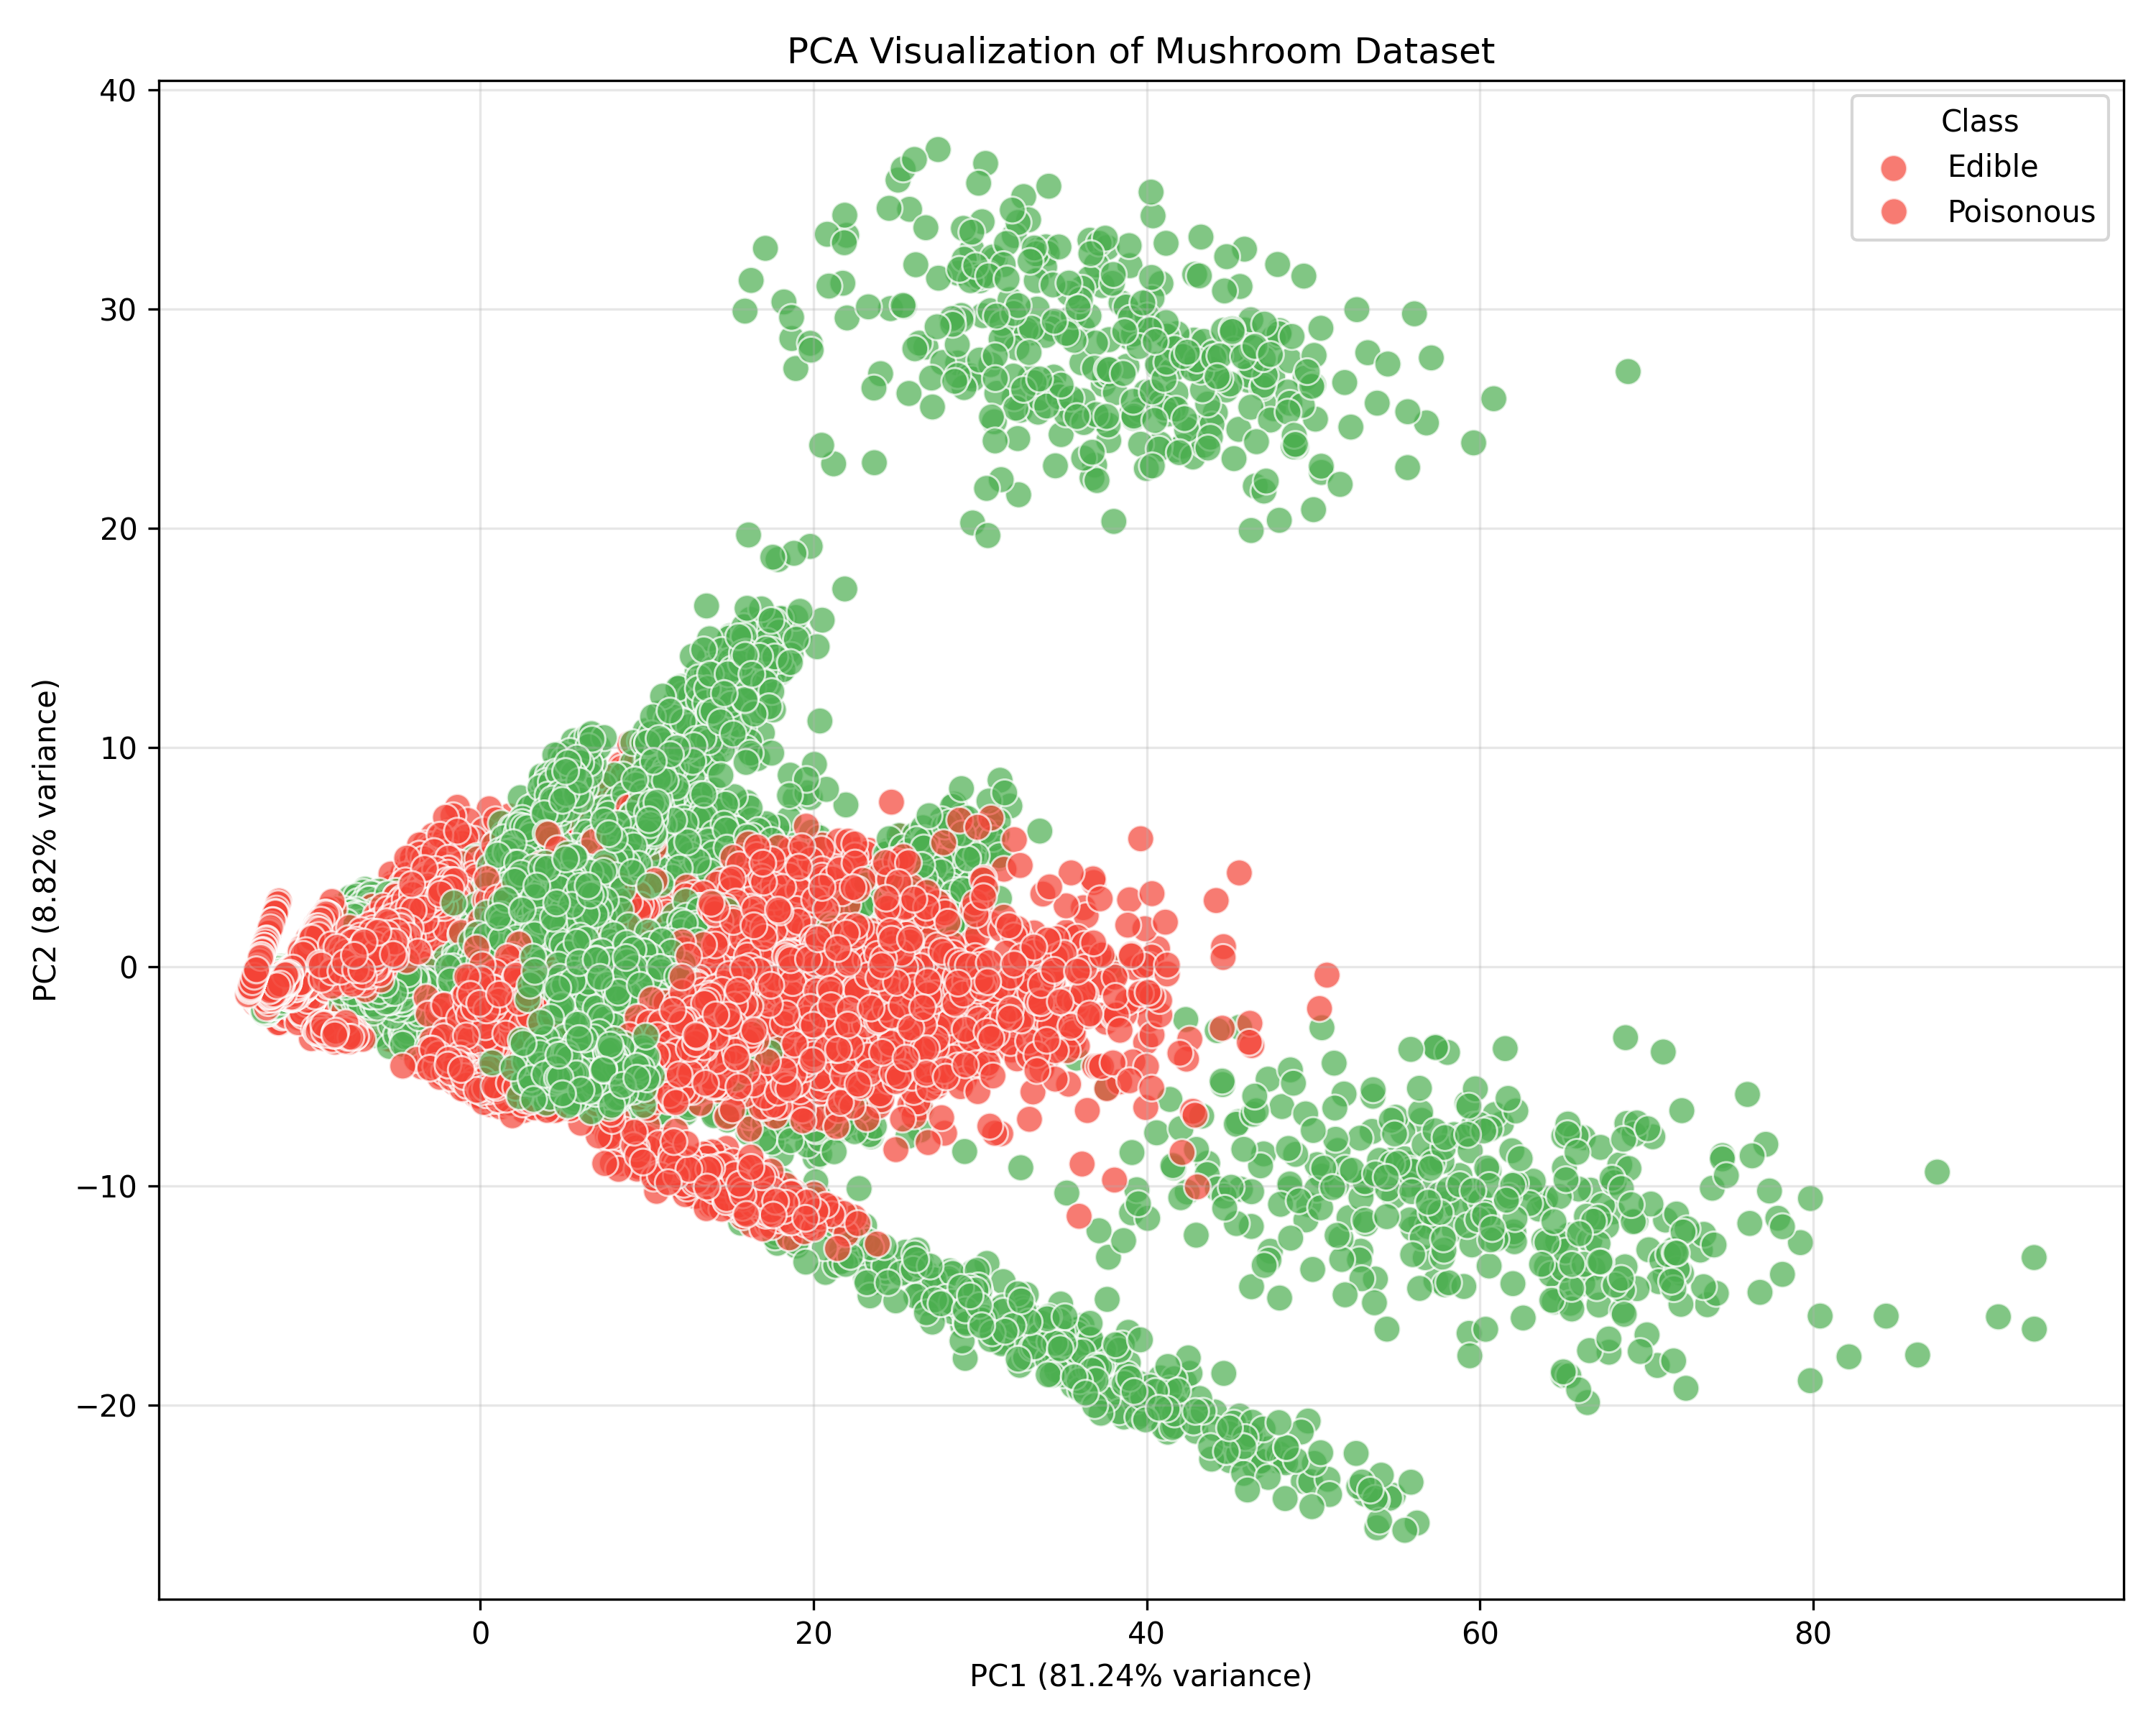 PCA Visualization of Mushroom Dataset
Class
Edible
Poisonous
40
30
20
10
0
−10
−20
PC2 (8.82% variance)
0
20
40
60
80
PC1 (81.24% variance)